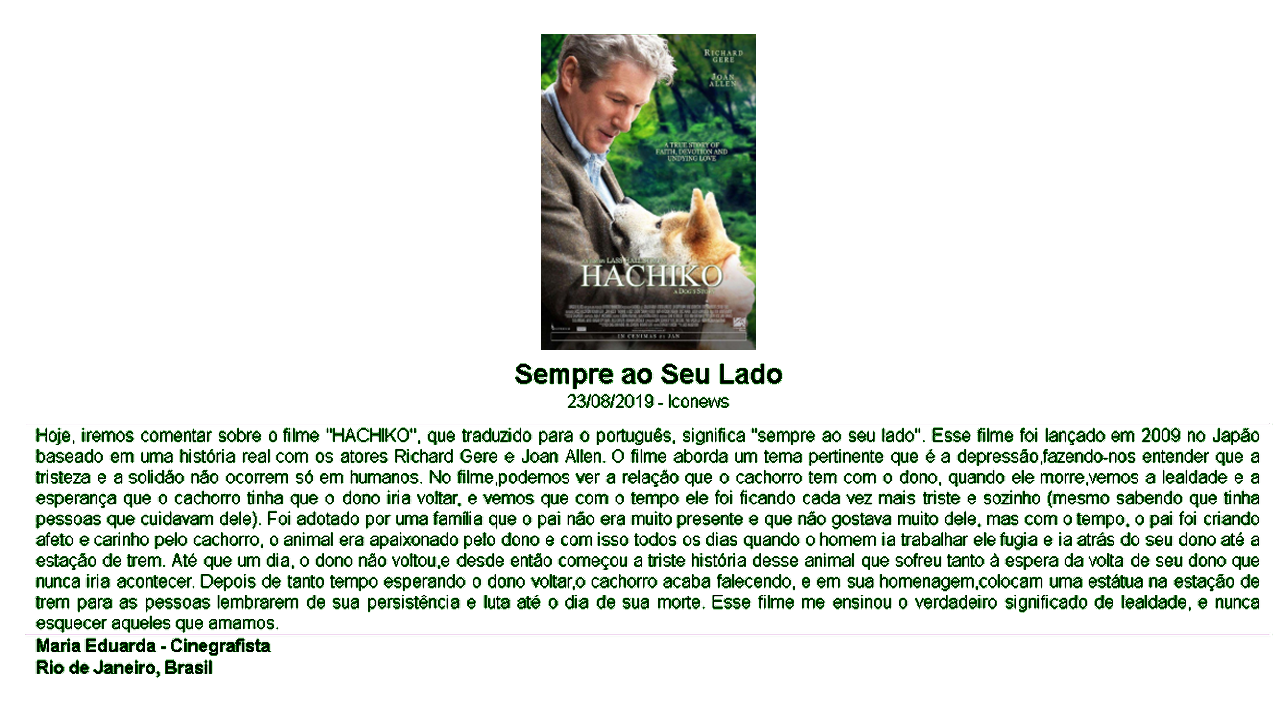 RICHARD
GERE
JOAN
ALLEN
A TRUE STORY OF
FAITH, DEVOTION AND
UNDYING LOVE
HACHIKO
IN CINEMAS 21 JAN
Sempre ao Seu Lado
23/08/2019 - Iconews
Hoje, iremos comentar sobre o filme "HACHIKO", que traduzido para o português, significa "sempre ao seu lado". Esse filme foi lançado em 2009 no Japão
baseado em uma história real com os atores Richard Gere e Joan Allen. O filme aborda um tema pertinente que é a depressão,fazendo-nos entender que a
tristeza e a solidão não ocorrem só em humanos. No filme,podemos ver a relação que o cachorro tem com o dono, quando ele morre,vemos a lealdade e a
esperança que o cachorro tinha que o dono iria voltar, e vemos que com o tempo ele foi ficando cada vez mais triste e sozinho (mesmo sabendo que tinha
pessoas que cuidavam dele). Foi adotado por uma família que o pai não era muito presente e que não gostava muito dele, mas com o tempo, o pai foi criando
afeto e carinho pelo cachorro, o animal era apaixonado pelo dono e com isso todos os dias quando o homem ia trabalhar ele fugia e ia atrás do seu dono até a
estação de trem. Até que um dia, o dono não voltou,e desde então começou a triste história desse animal que sofreu tanto à espera da volta de seu dono que
nunca iria acontecer. Depois de tanto tempo esperando o dono voltar,o cachorro acaba falecendo, e em sua homenagem,colocam uma estátua na estação de
trem para as pessoas lembrarem de sua persistência e luta até o dia de sua morte. Esse filme me ensinou o verdadeiro significado de lealdade, e nunca
esquecer aqueles que amamos.
Maria Eduarda - Cinegrafista
Rio de Janeiro, Brasil